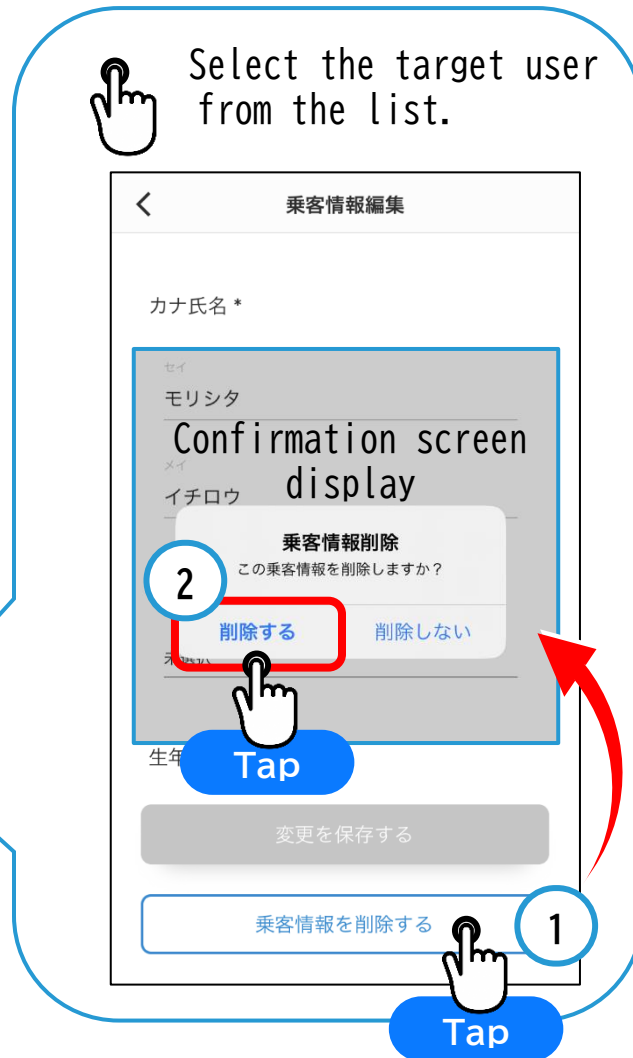 Select the target user
from the list.
乗客情報編集
カナ氏名 *
セイ
モリシタ
Confirmation screen
display
メイ
イチロウ
乗客情報削除
この乗客情報を削除しますか？
2
削除する
削除しない
未選択
生年
Tap
変更を保存する
乗客情報を削除する
1
Tap